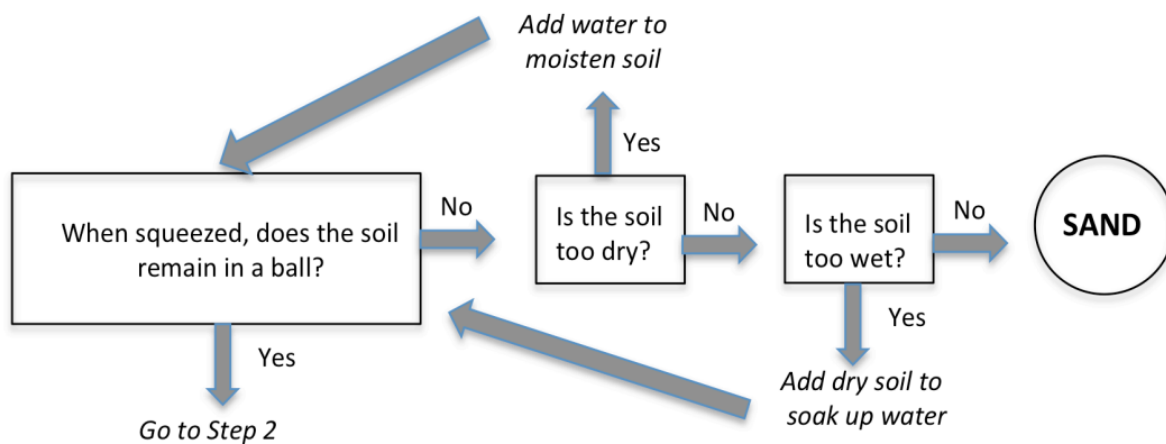 Add water to
moisten soil
Yes
When squeezed, does the soil
remain in a ball?
No
Is the soil
too dry?
No
Is the soil
too wet?
No
SAND
Yes
Go to Step 2
Yes
Add dry soil to
soak up water